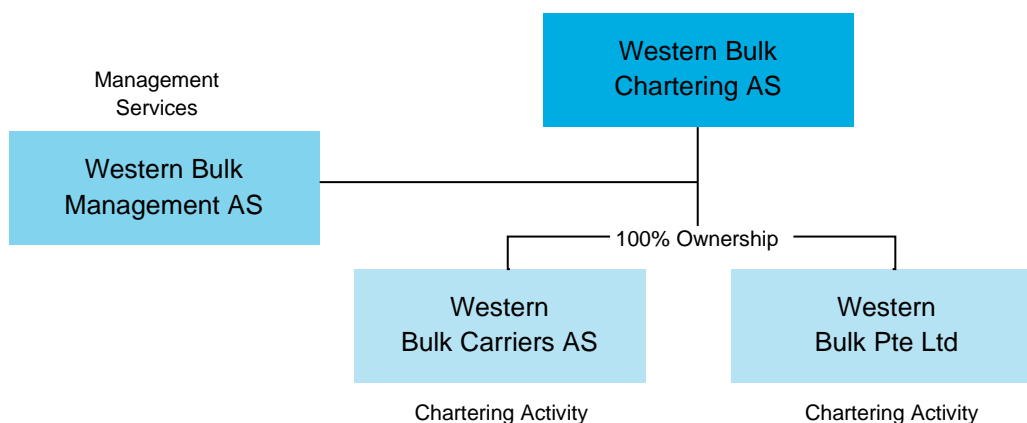 Western Bulk
Chartering AS
Management
Services
Western Bulk
Management AS
100% Ownership
Western
Bulk Carriers AS
Western
Bulk Pte Ltd
Chartering Activity
Chartering Activity